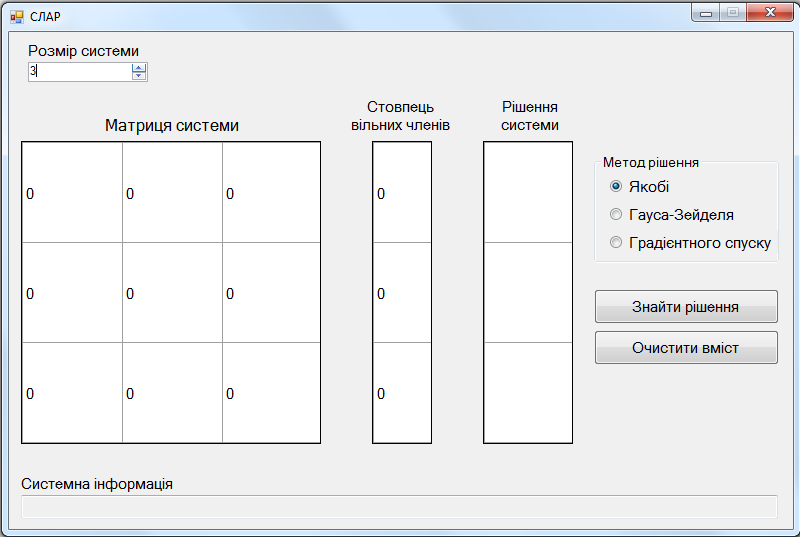 СЛАР
Розмір системи
3
Матриця системи
Стовпець
вільних членів
Рішення
системи
0 0 0 0
0 0 0 0
0 0 0 0
Метод рішення
Якобі
Гауса-Зейделя
Градієнтного спуску
Знайти рішення
Очистити вміст
Системна інформація